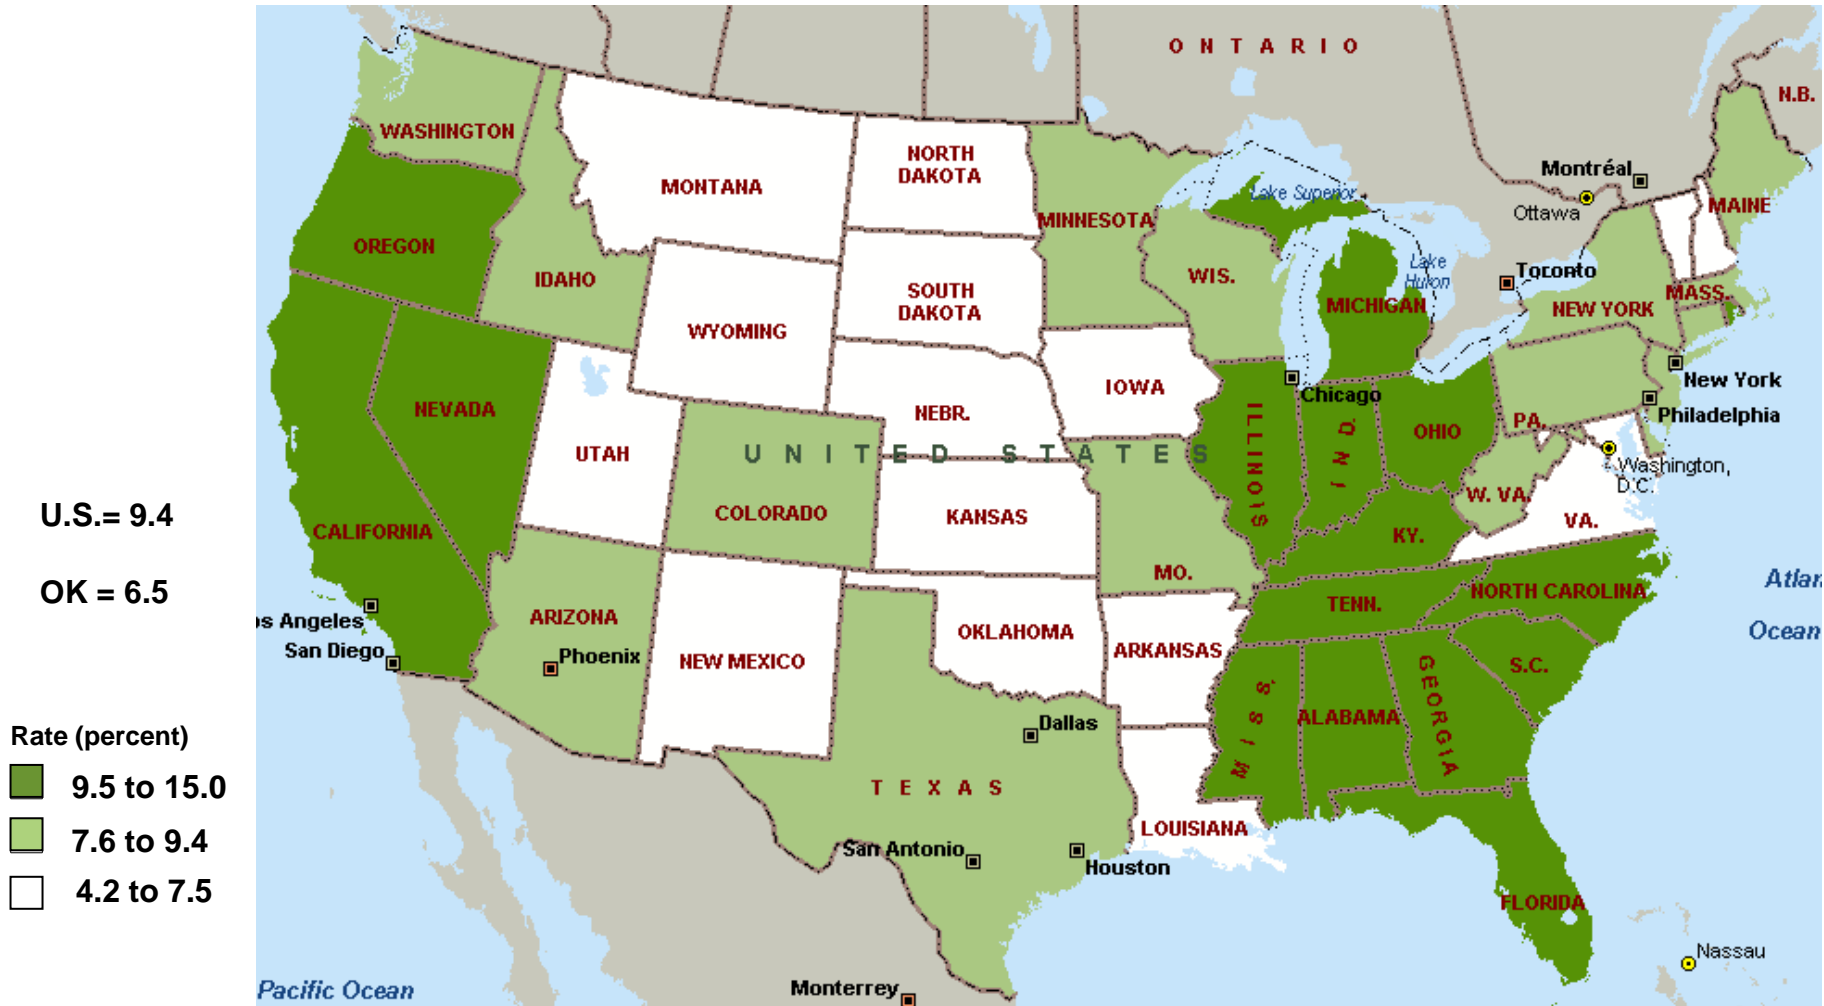 U.S.= 9.4
OK = 6.5
Rate (percent)
9.5 to 15.0
7.6 to 9.4
4.2 to 7.5
ONTARIO
N.B.
WASHINGTON
MONTANA
NORTH
DAKOTA
MINNESOTA
Lake Superior
Montréal
Ottawa
MAINE
OREGON
IDAHO
WYOMING
SOUTH
DAKOTA
WIS.
Lake
Huron
MICHIGAN
Toronto
NEW YORK
MASS.
NEVADA
UTAH
NEBR.
IOWA
Chicago
New York
Philadelphia
PA.
OHIO
IND.
ILLINOIS
UNITED STATES
COLORADO
KANSAS
MO.
W. VA.
Washington,
D.C.
VA.
KY.
CALIFORNIA
os Angeles
San Diego
ARIZONA
Phoenix
NEW MEXICO
OKLAHOMA
ARKANSAS
TENN.
NORTH CAROLINA
S.C.
Atlan
Ocean
MISS.
ALABAMA
GEORGIA
Dallas
TEXAS
San Antonio
Houston
LOUISIANA
FLORIDA
Nassau
Monterrey
Pacific Ocean